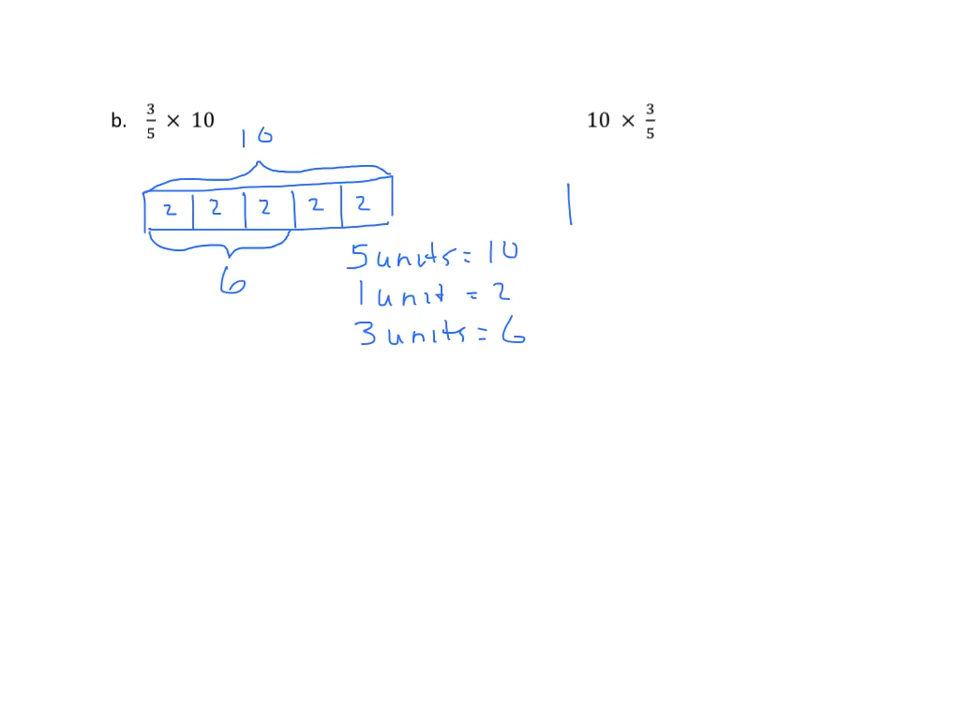 b. 3/5 × 10
10 × 3/5
10
2 2 2 2 2
6
5 units = 10
1 unit = 2
3 units = 6